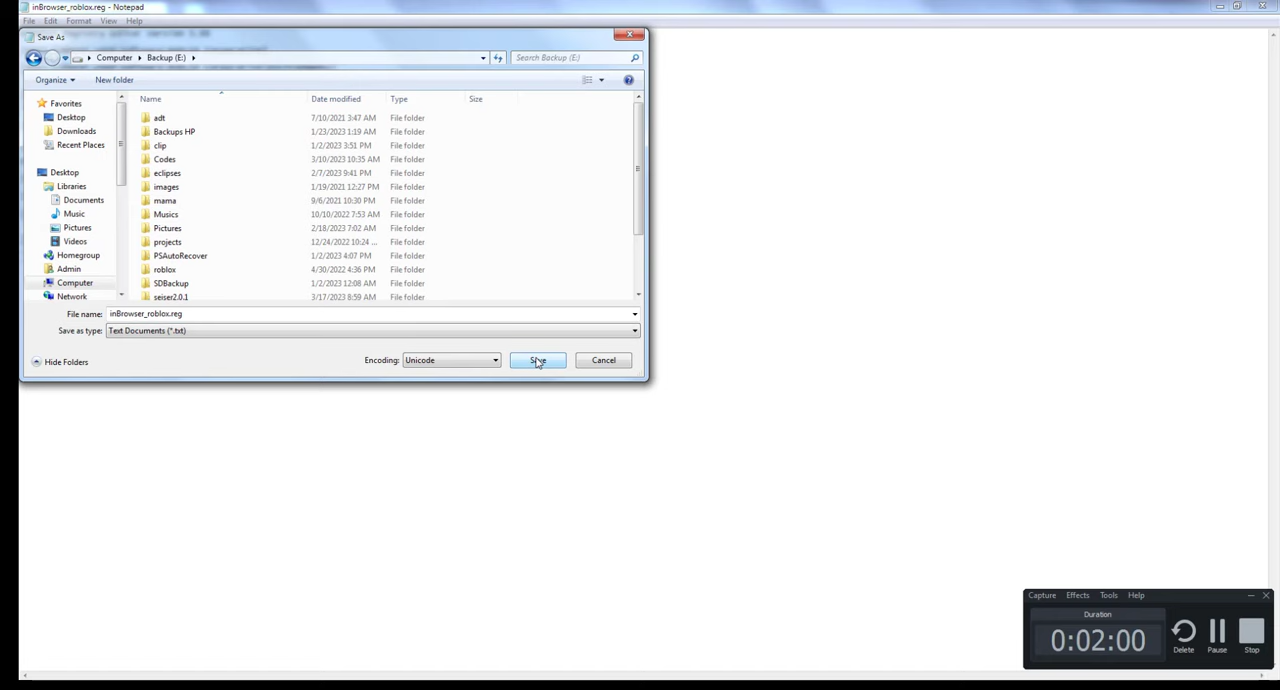 inBrowser_roblox.reg - Notepad
File Edit Format View Help
Save As
Computer Backup (E:) Search Backup (E:)
Organize New folder
Name Date modified Type Size
Favorites
Desktop
Downloads
Recent Places
Desktop
Libraries
Documents
Music
Pictures
Videos
Homegroup
Admin
Computer
Network
adt 7/10/2021 3:47 AM File folder
Backups HP 1/23/2023 1:19 AM File folder
clip 1/2/2023 3:51 PM File folder
Codes 3/10/2023 10:35 AM File folder
eclipses 2/7/2023 9:41 PM File folder
images 1/19/2021 12:27 PM File folder
mama 9/6/2021 10:30 PM File folder
Musics 10/10/2022 7:53 AM File folder
Pictures 2/18/2023 7:02 AM File folder
projects 12/24/2022 10:24 ... File folder
PSAutoRecover 1/2/2023 4:07 PM File folder
roblox 4/30/2022 4:36 PM File folder
SDBackup 1/2/2023 12:08 AM File folder
seiser2.0.1 3/17/2023 8:59 AM File folder
File name: inBrowser_roblox.reg
Save as type: Text Documents (*.txt)
Hide Folders Encoding: Unicode Save Cancel
Capture Effects Tools Help
Duration
0:02:00
Delete Pause Stop